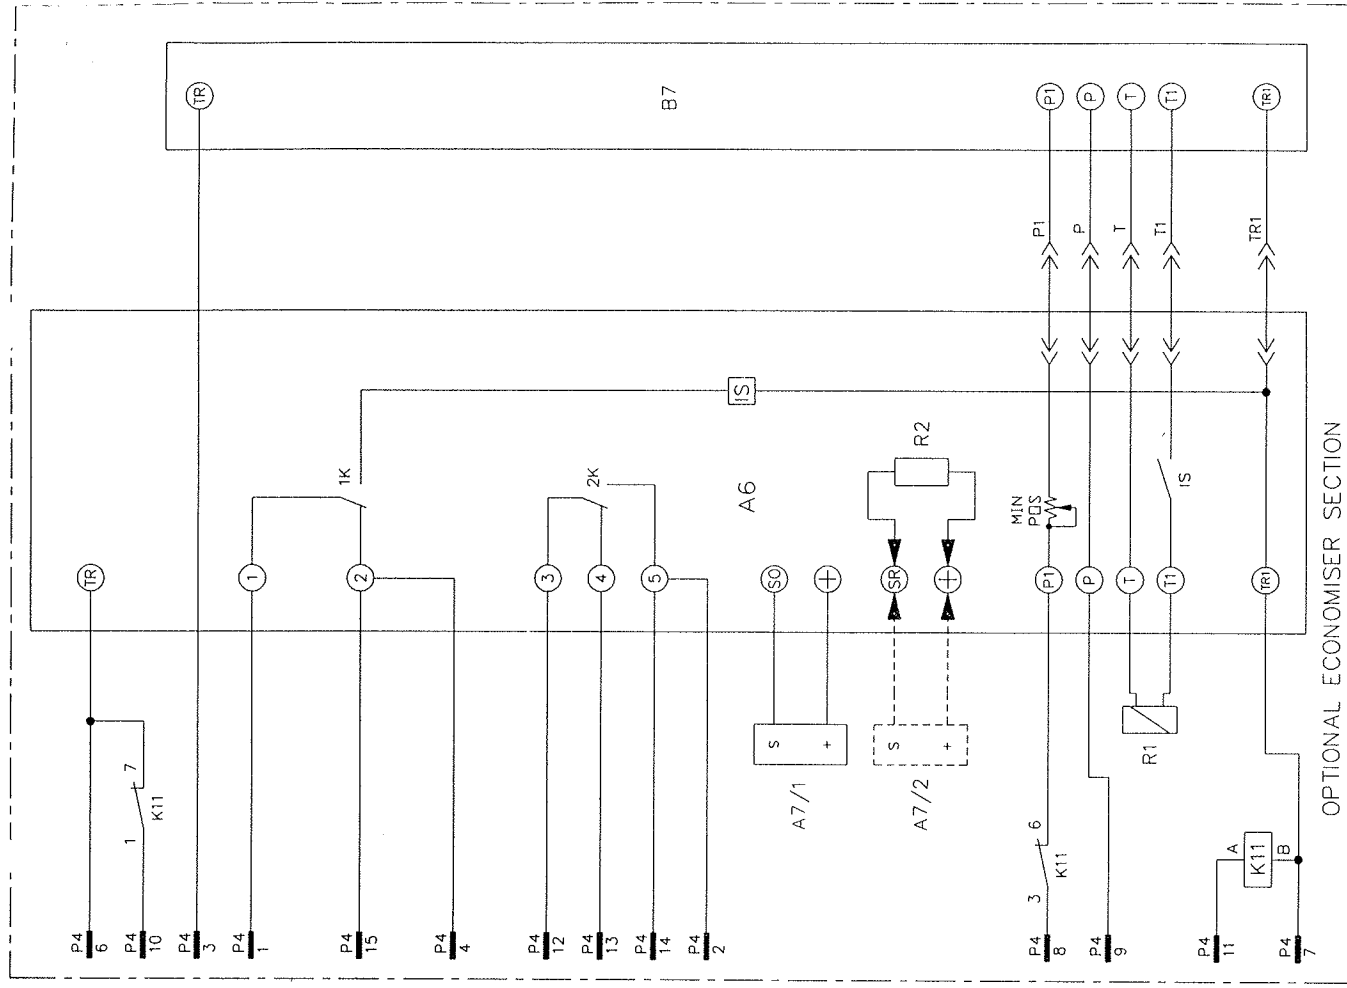 TR
B7
P1
P
T
T1
TR1
P1
P
T
T1
TR1
IS
1K
2K
A6
R2
MIN
POS
IS
TR
1
2
3
4
5
SO
+
SR
+
P1
P
T
T1
TR1
S
+
A7/1
S
+
A7/2
R1
7
1
K11
6
3
K11
A
K11
B
P4
6
P4
10
P4
3
P4
1
P4
15
P4
4
P4
12
P4
13
P4
14
P4
2
P4
8
P4
9
P4
11
P4
7
OPTIONAL ECONOMISER SECTION